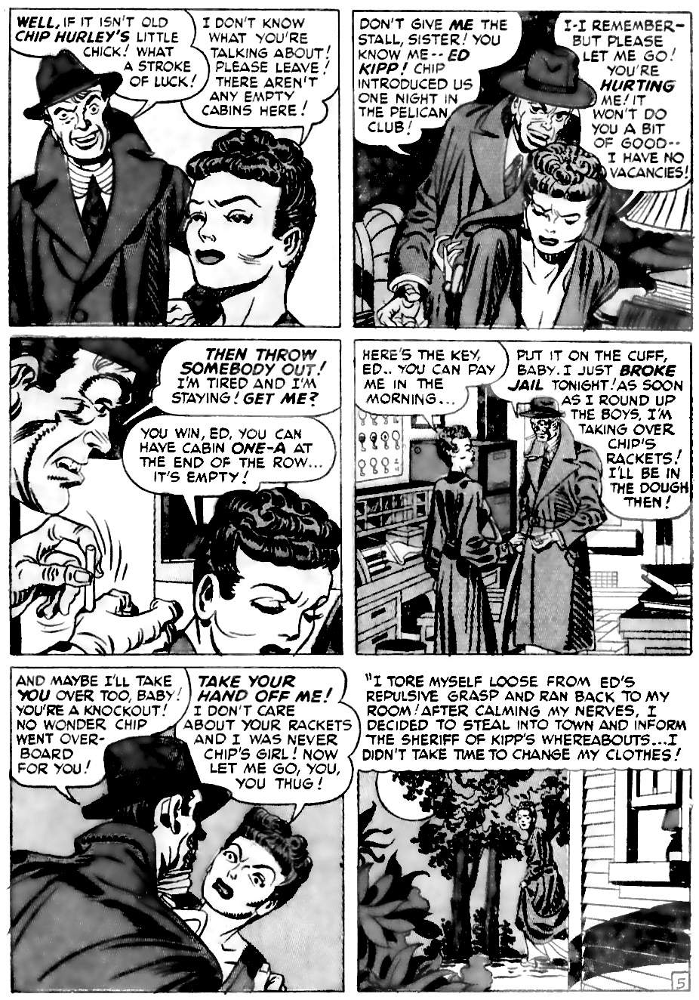 WELL, IF IT ISN'T OLD
CHIP HURLEY'S LITTLE
CHICK! WHAT
A STROKE
OF LUCK!
I DON'T KNOW
WHAT YOU'RE
TALKING ABOUT!
PLEASE LEAVE!
THERE AREN'T
ANY EMPTY
CABINS HERE!
DON'T GIVE ME THE
STALL, SISTER! YOU
KNOW ME-- ED
KIPP! CHIP
INTRODUCED US
ONE NIGHT IN
THE PELICAN
CLUB!
I-I REMEMBER-
BUT PLEASE
LET ME GO!
YOU'RE
HURTING
ME! IT
WON'T DO
YOU A BIT
OF GOOD--
I HAVE NO
VACANCIES!
THEN THROW
SOMEBODY OUT!
I'M TIRED AND I'M
STAYING! GET ME?
YOU WIN, ED, YOU CAN
HAVE CABIN ONE-A AT
THE END OF THE ROW...
IT'S EMPTY!
HERE'S THE KEY,
ED.. YOU CAN PAY
ME IN THE
MORNING...
PUT IT ON THE CUFF,
BABY. I JUST BROKE
JAIL TONIGHT! AS SOON
AS I ROUND UP
THE BOYS, I'M
TAKING OVER
CHIP'S
RACKETS!
I'LL BE IN
THE DOUGH
THEN!
AND MAYBE I'LL TAKE
YOU OVER TOO, BABY!
YOU'RE A KNOCKOUT!
NO WONDER CHIP
WENT OVER-
BOARD
FOR YOU!
TAKE YOUR
HAND OFF ME!
I DON'T CARE
ABOUT YOUR RACKETS
AND I WAS NEVER
CHIP'S GIRL! NOW
LET ME GO, YOU,
YOU THUG!
"I TORE MYSELF LOOSE FROM ED'S
REPULSIVE GRASP AND RAN BACK TO MY
ROOM! AFTER CALMING MY NERVES, I
DECIDED TO STEAL INTO TOWN AND INFORM
THE SHERIFF OF KIPP'S WHEREABOUTS...I
DIDN'T TAKE TIME TO CHANGE MY CLOTHES!
5